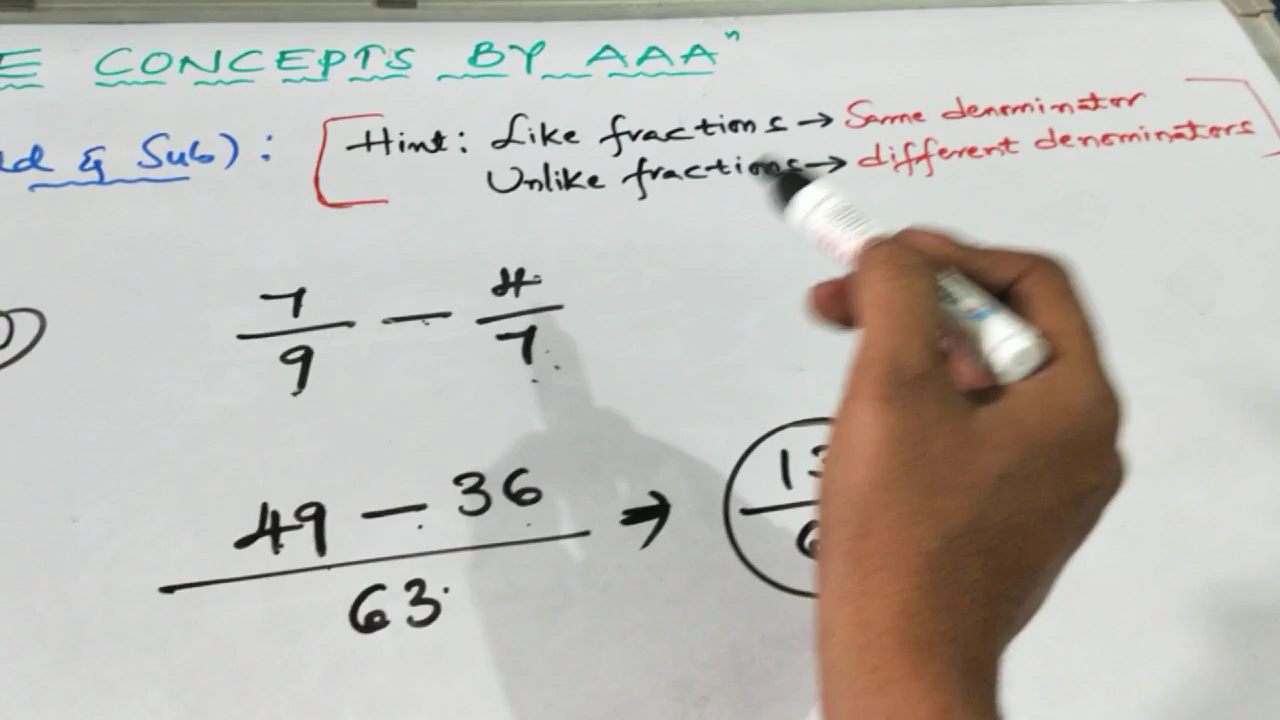 E CONCEPTS BY AAA"
& Sub) :
Hint: Like fractions → Same denominator
Unlike fractions → different denominators
7/9 - 4/7
49 - 36 / 63 →